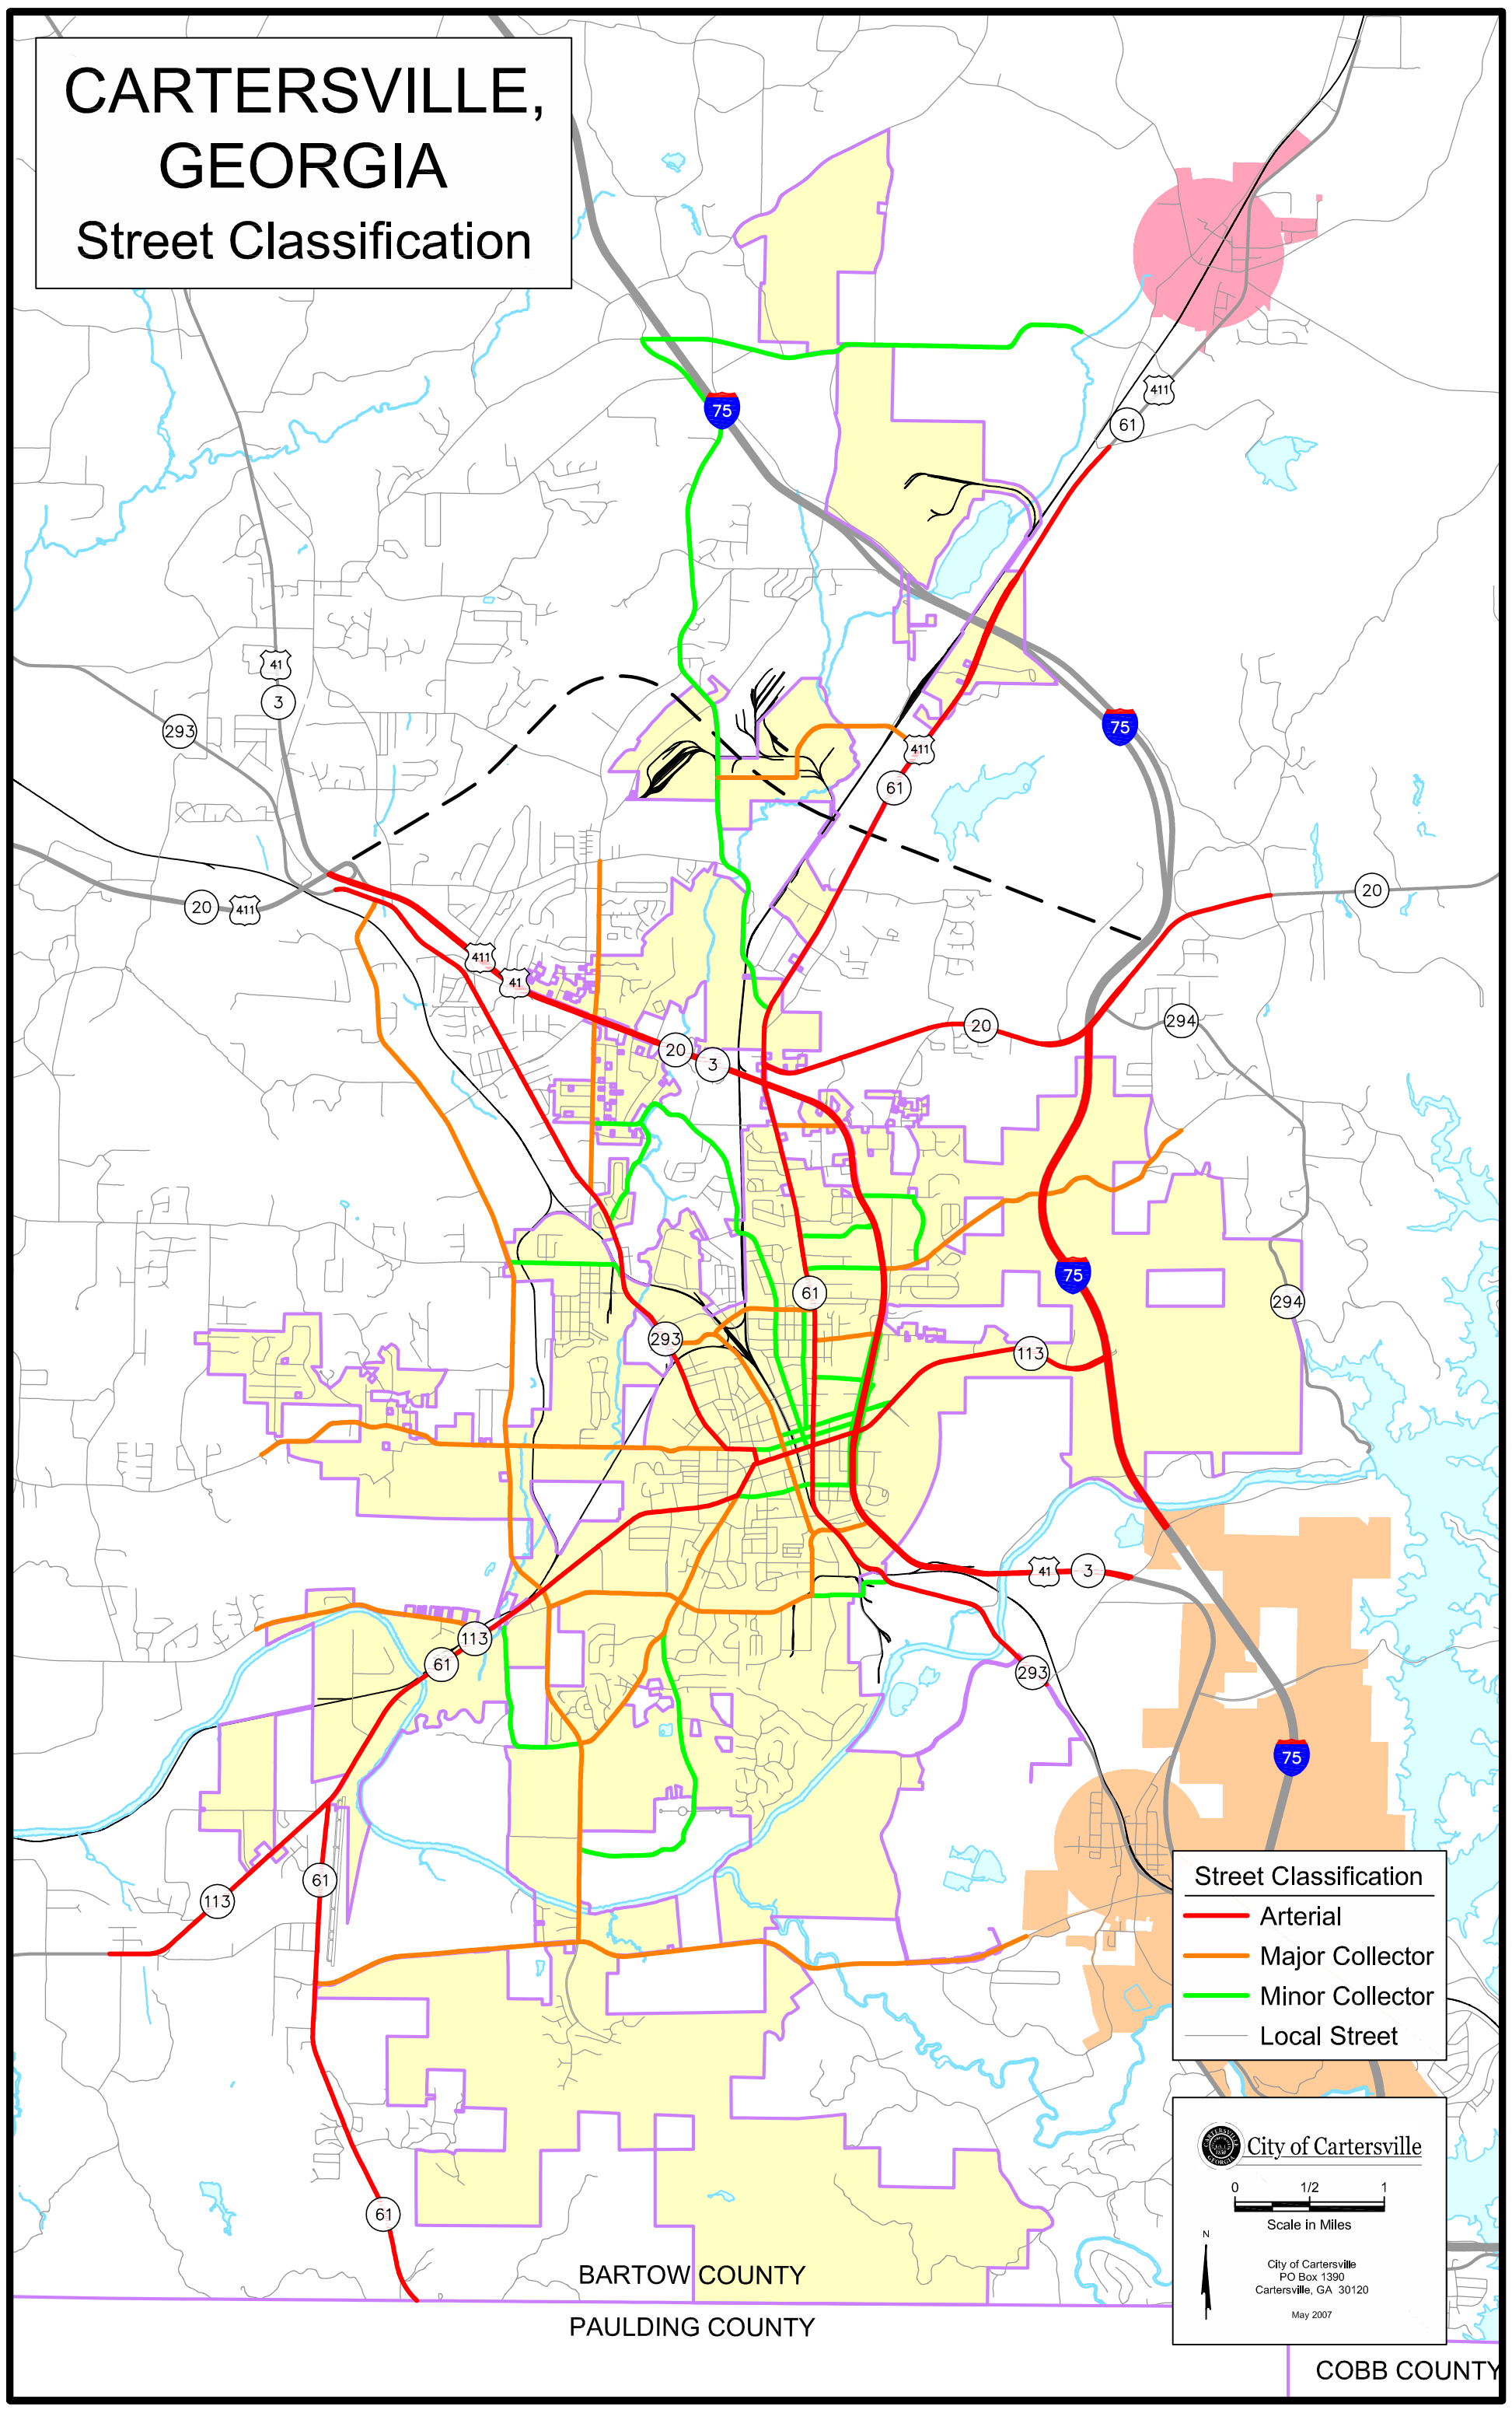 CARTERSVILLE,
GEORGIA
Street Classification
75
411
61
41
3
293
75
411
61
20
411
20
411
41
20
294
20
3
75
61
294
293
113
41
3
113
61
293
75
61
113
Street Classification
Arterial
Major Collector
Minor Collector
Local Street
City of Cartersville
0 1/2 1
Scale in Miles
N
City of Cartersville
PO Box 1390
Cartersville, GA 30120
May 2007
61
BARTOW COUNTY
PAULDING COUNTY
COBB COUNTY